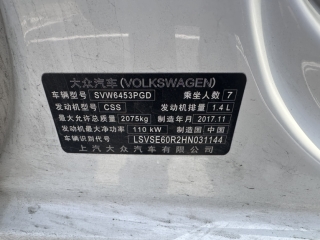 大众汽车(VOLKSWAGEN)
车辆型号 SVW6453PGD 乘坐人数 7
发动机型号 CSS 发动机排量 1.4 L
最大允许总质量 2075kg 制造年月 2017.11
发动机最大净功率 110 kW 制造国 中国
车辆识别代号 LSVSE60R2HN031144
上汽大众汽车有限公司